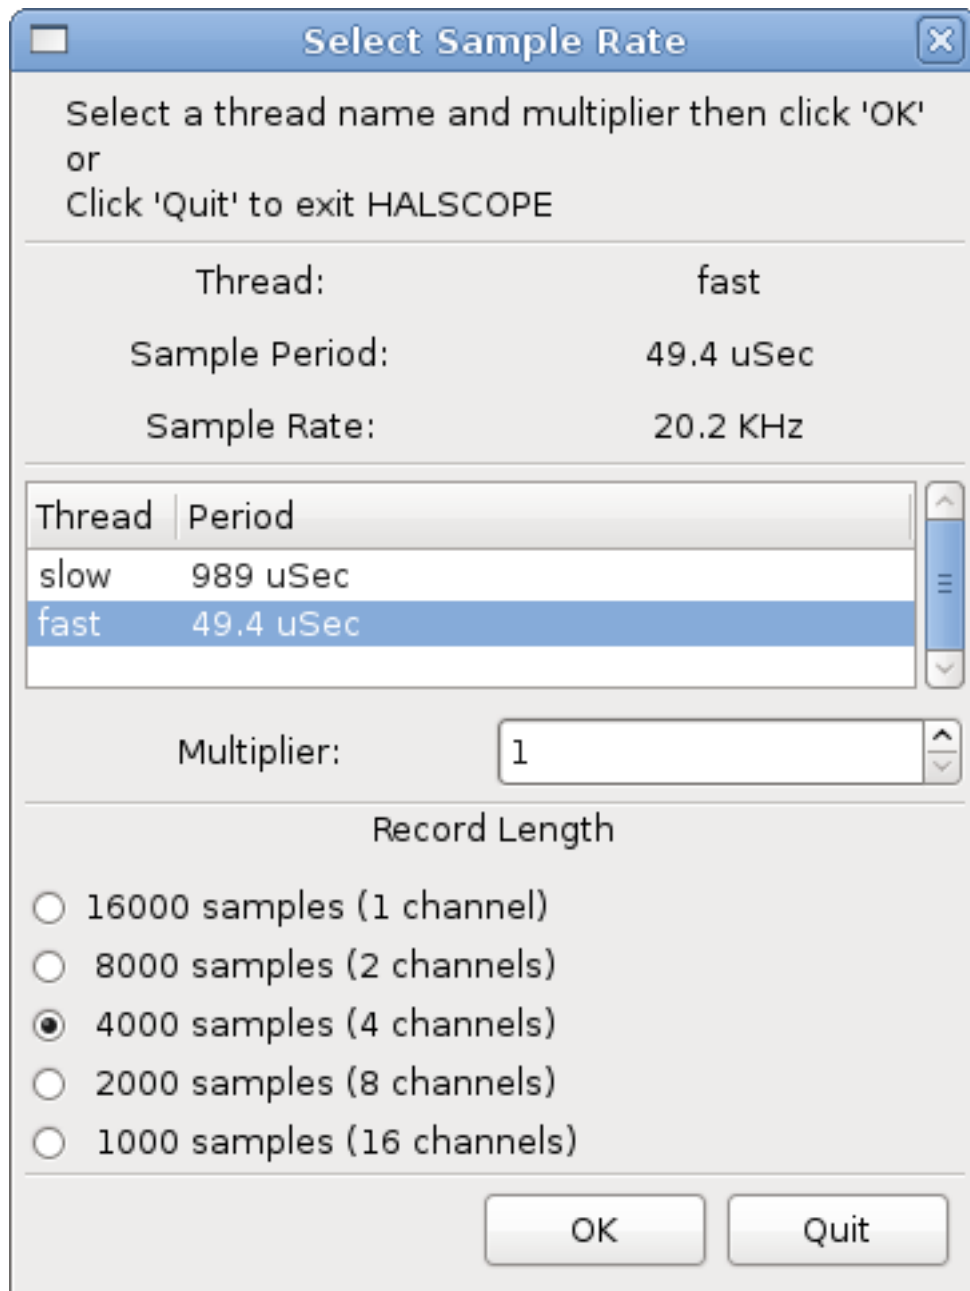 Select Sample Rate
Select a thread name and multiplier then click 'OK'
or
Click 'Quit' to exit HALSCOPE
Thread: fast
Sample Period: 49.4 uSec
Sample Rate: 20.2 KHz
Thread Period
slow 989 uSec
fast 49.4 uSec
Multiplier: 1
Record Length
16000 samples (1 channel)
8000 samples (2 channels)
4000 samples (4 channels)
2000 samples (8 channels)
1000 samples (16 channels)
OK Quit